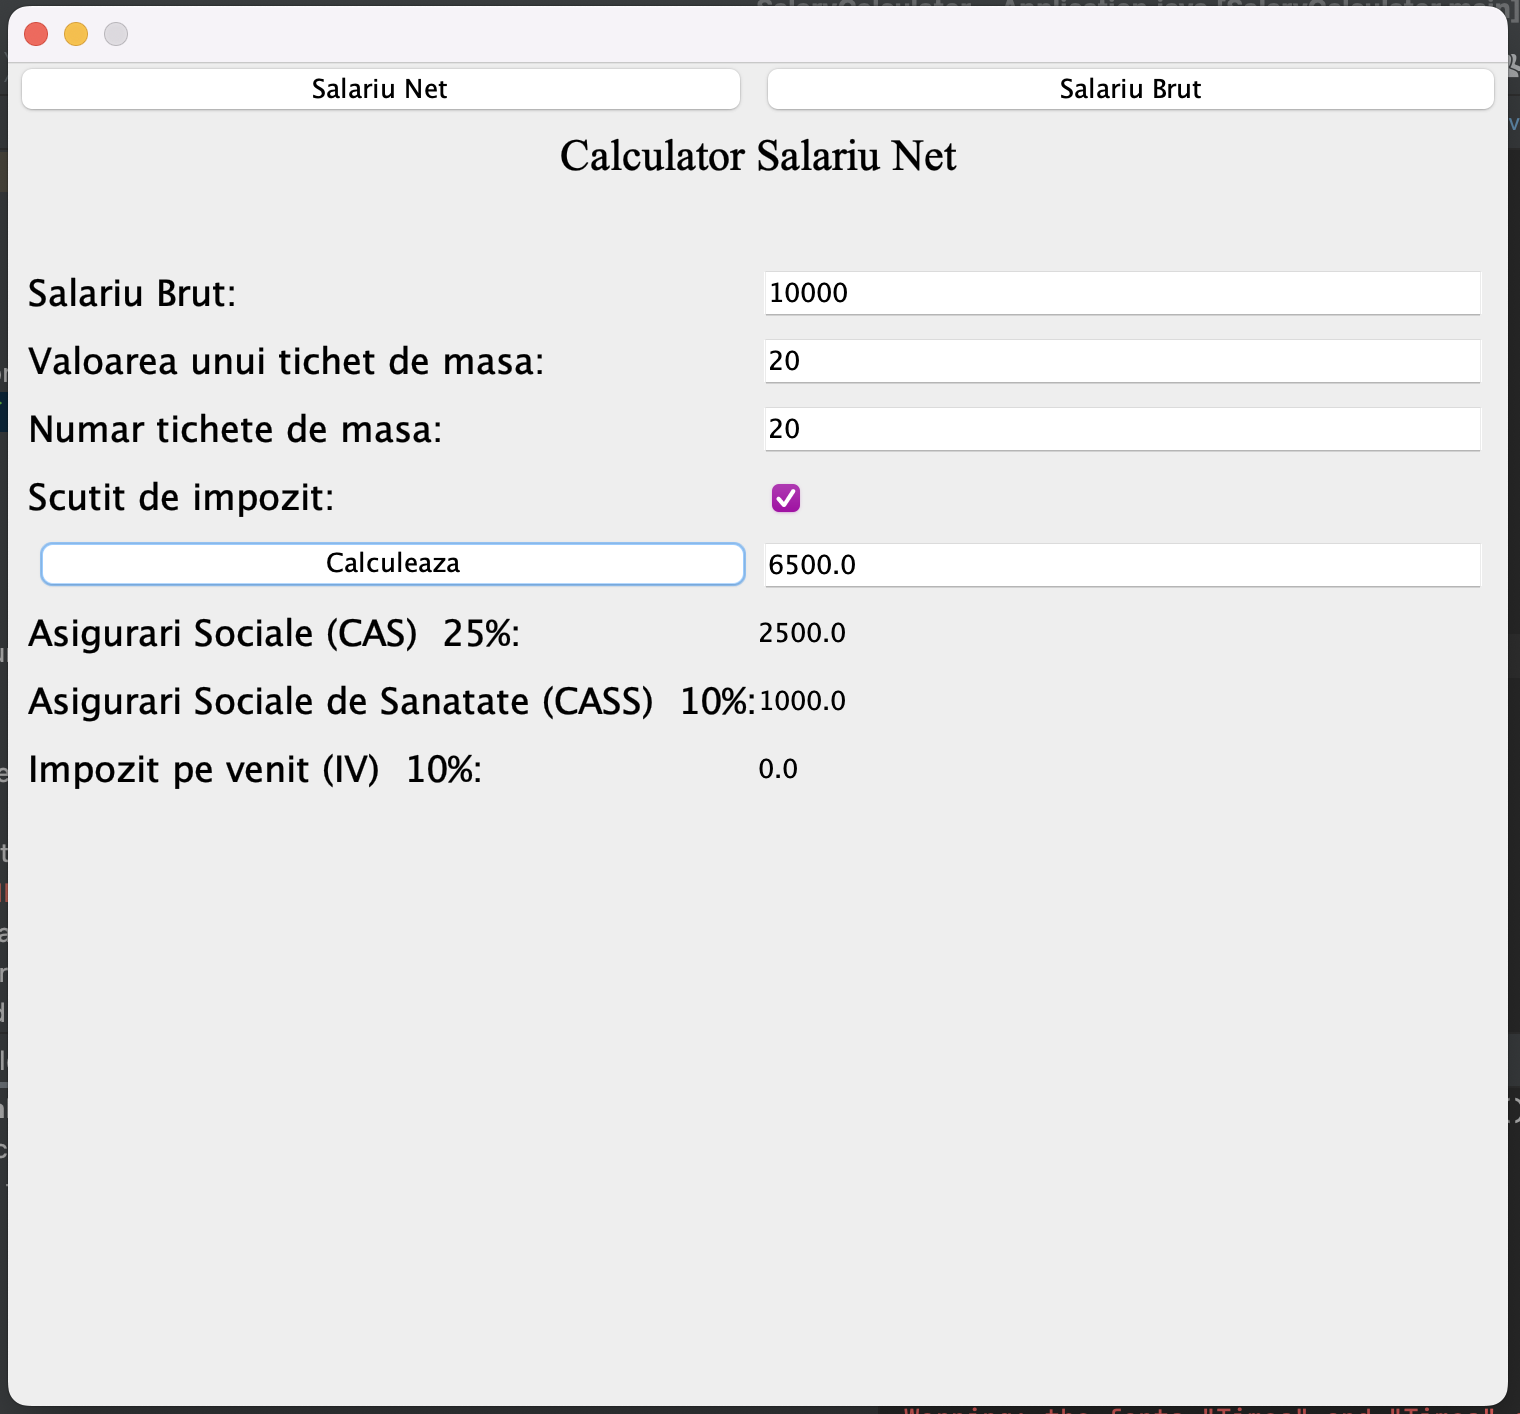 Salariu Net Salariu Brut
Calculator Salariu Net
Salariu Brut: 10000
Valoarea unui tichet de masa: 20
Numar tichete de masa: 20
Scutit de impozit:
Calculeaza 6500.0
Asigurari Sociale (CAS) 25%: 2500.0
Asigurari Sociale de Sanatate (CASS) 10%: 1000.0
Impozit pe venit (IV) 10%: 0.0